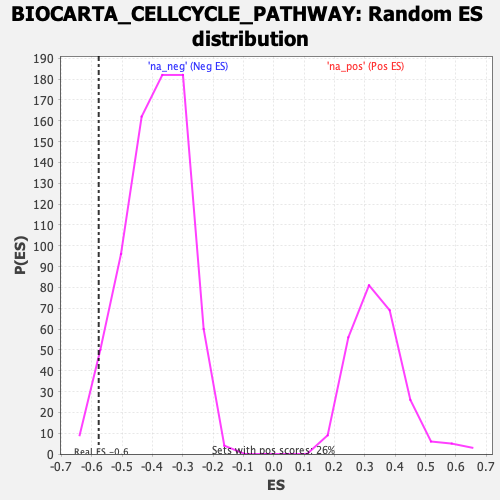 BIOCARTA_CELLCYCLE_PATHWAY: Random ES
distribution
'na_neg' (Neg ES)
'na_pos' (Pos ES)
190
180
170
160
150
140
130
120
110
100
90
80
70
60
50
40
30
20
10
0
P(ES)
Real ES -0.6
Sets with pos scores: 26%
-0.7 -0.6 -0.5 -0.4 -0.3 -0.2 -0.1 0.0 0.1 0.2 0.3 0.4 0.5 0.6 0.7
ES